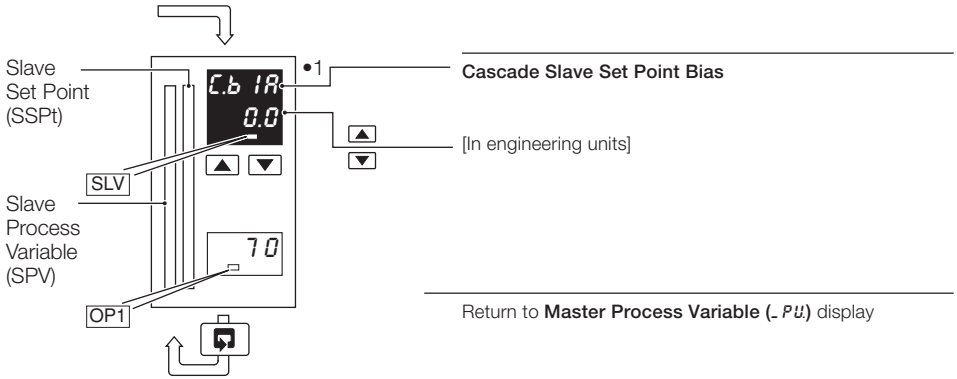 Slave
Set Point
(SSPt)
•1
C.bIA
0.0
Cascade Slave Set Point Bias
[In engineering units]
SLV
Slave
Process
Variable
(SPV)
70
OP1
Return to Master Process Variable (_PV.) display